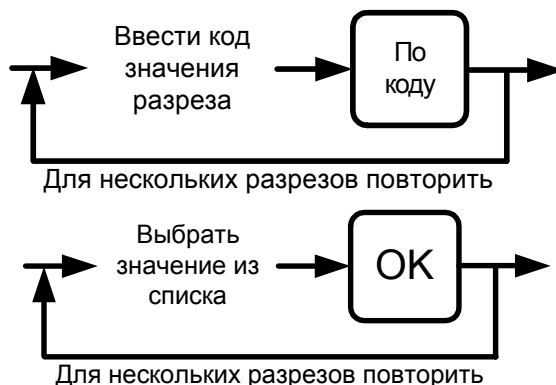 Ввести код
значения
разреза
По
коду
Для нескольких разрезов повторить
Выбрать
значение из
списка
OK
Для нескольких разрезов повторить